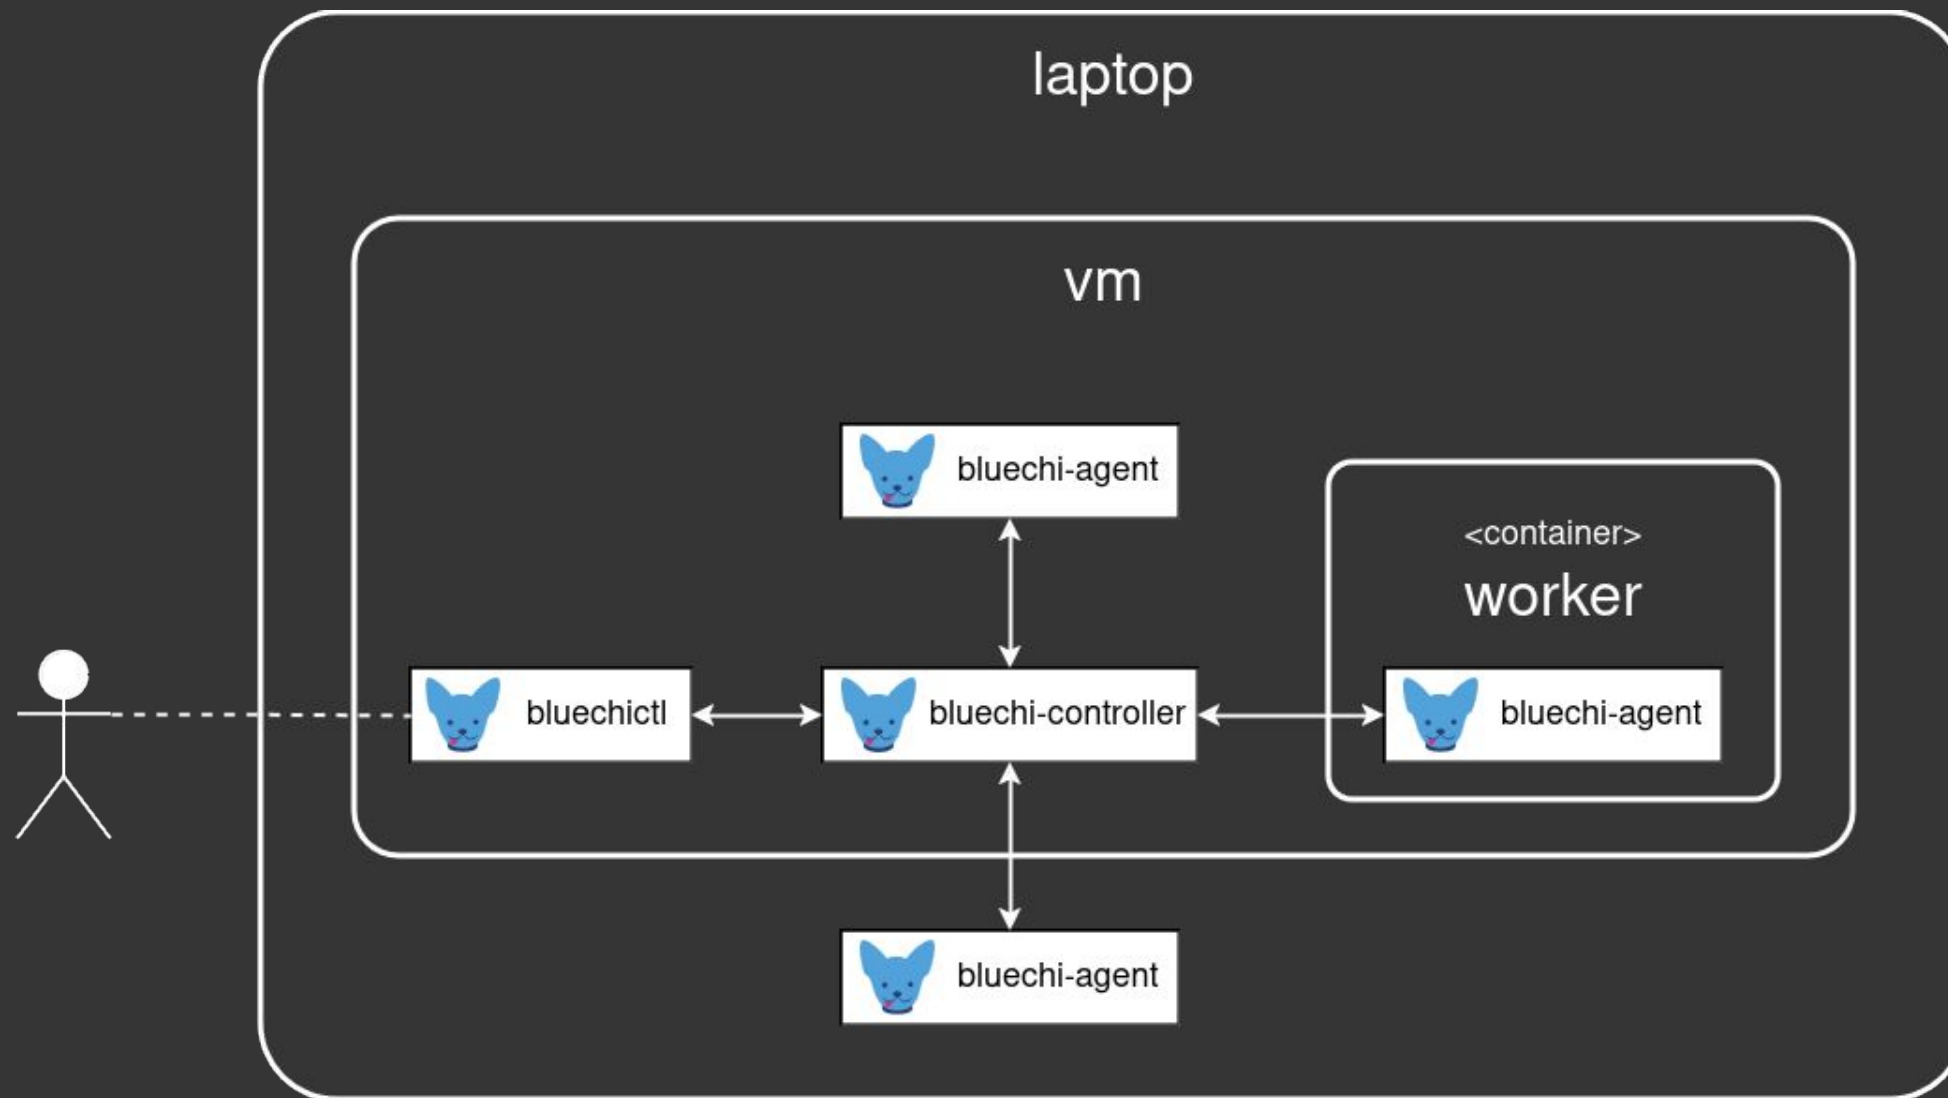 laptop
vm
bluechi-agent
<container>
worker
bluechictl
bluechi-controller
bluechi-agent
bluechi-agent